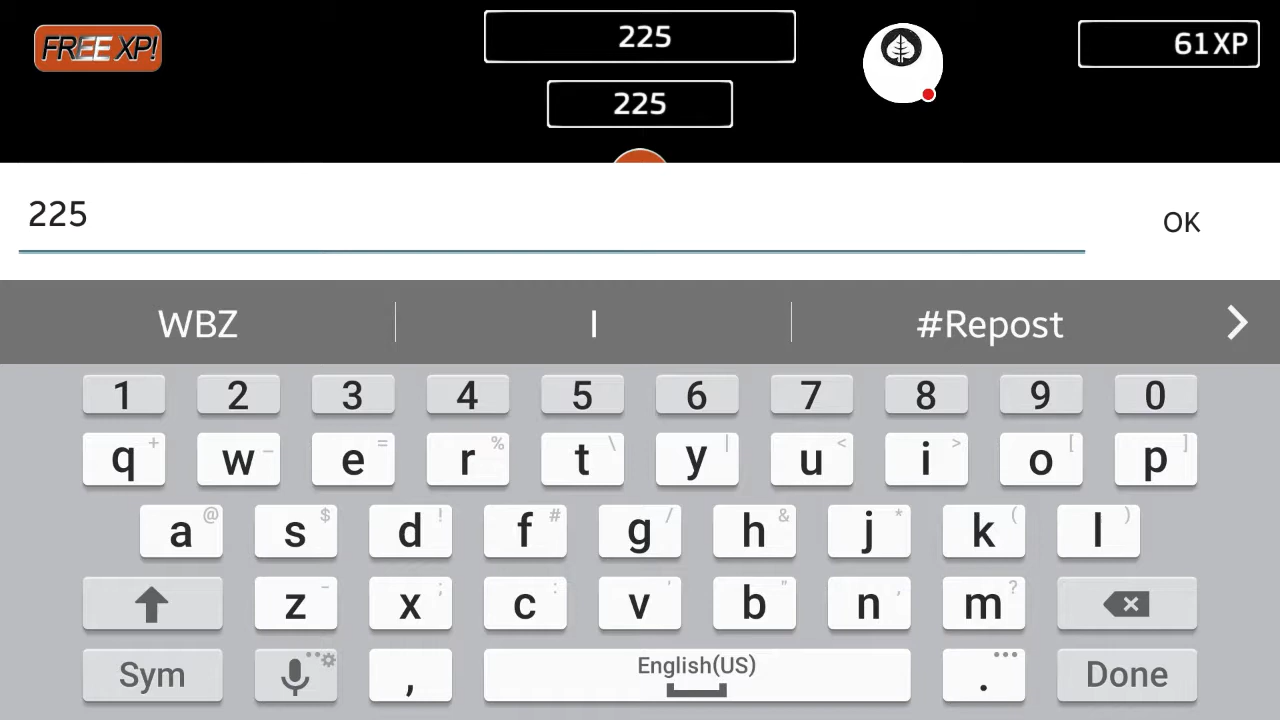 FREE XP!
225
61 XP
225
225
OK
WBZ
I
#Repost
1 2 3 4 5 6 7 8 9 0
q + w _ e = r % t \ y | u < i > o [ p ]
a @ s $ d ! f # g / h & j * k ( l )
z - x ; c : v ' b " n , m ?
Sym , English(US) . Done